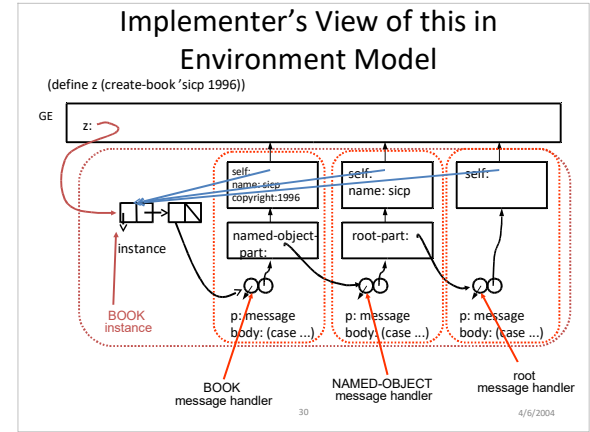 Implementer’s View of this in
Environment Model
(define z (create-book ’sicp 1996))
GE
z:
self:
name: sicp
copyright:1996
self:
name: sicp
self:
instance
named-object-
part:
root-part:
BOOK
instance
p: message
body: (case ...)
p: message
body: (case ...)
p: message
body: (case ...)
BOOK
message handler
NAMED-OBJECT
message handler
root
message handler
30
4/6/2004